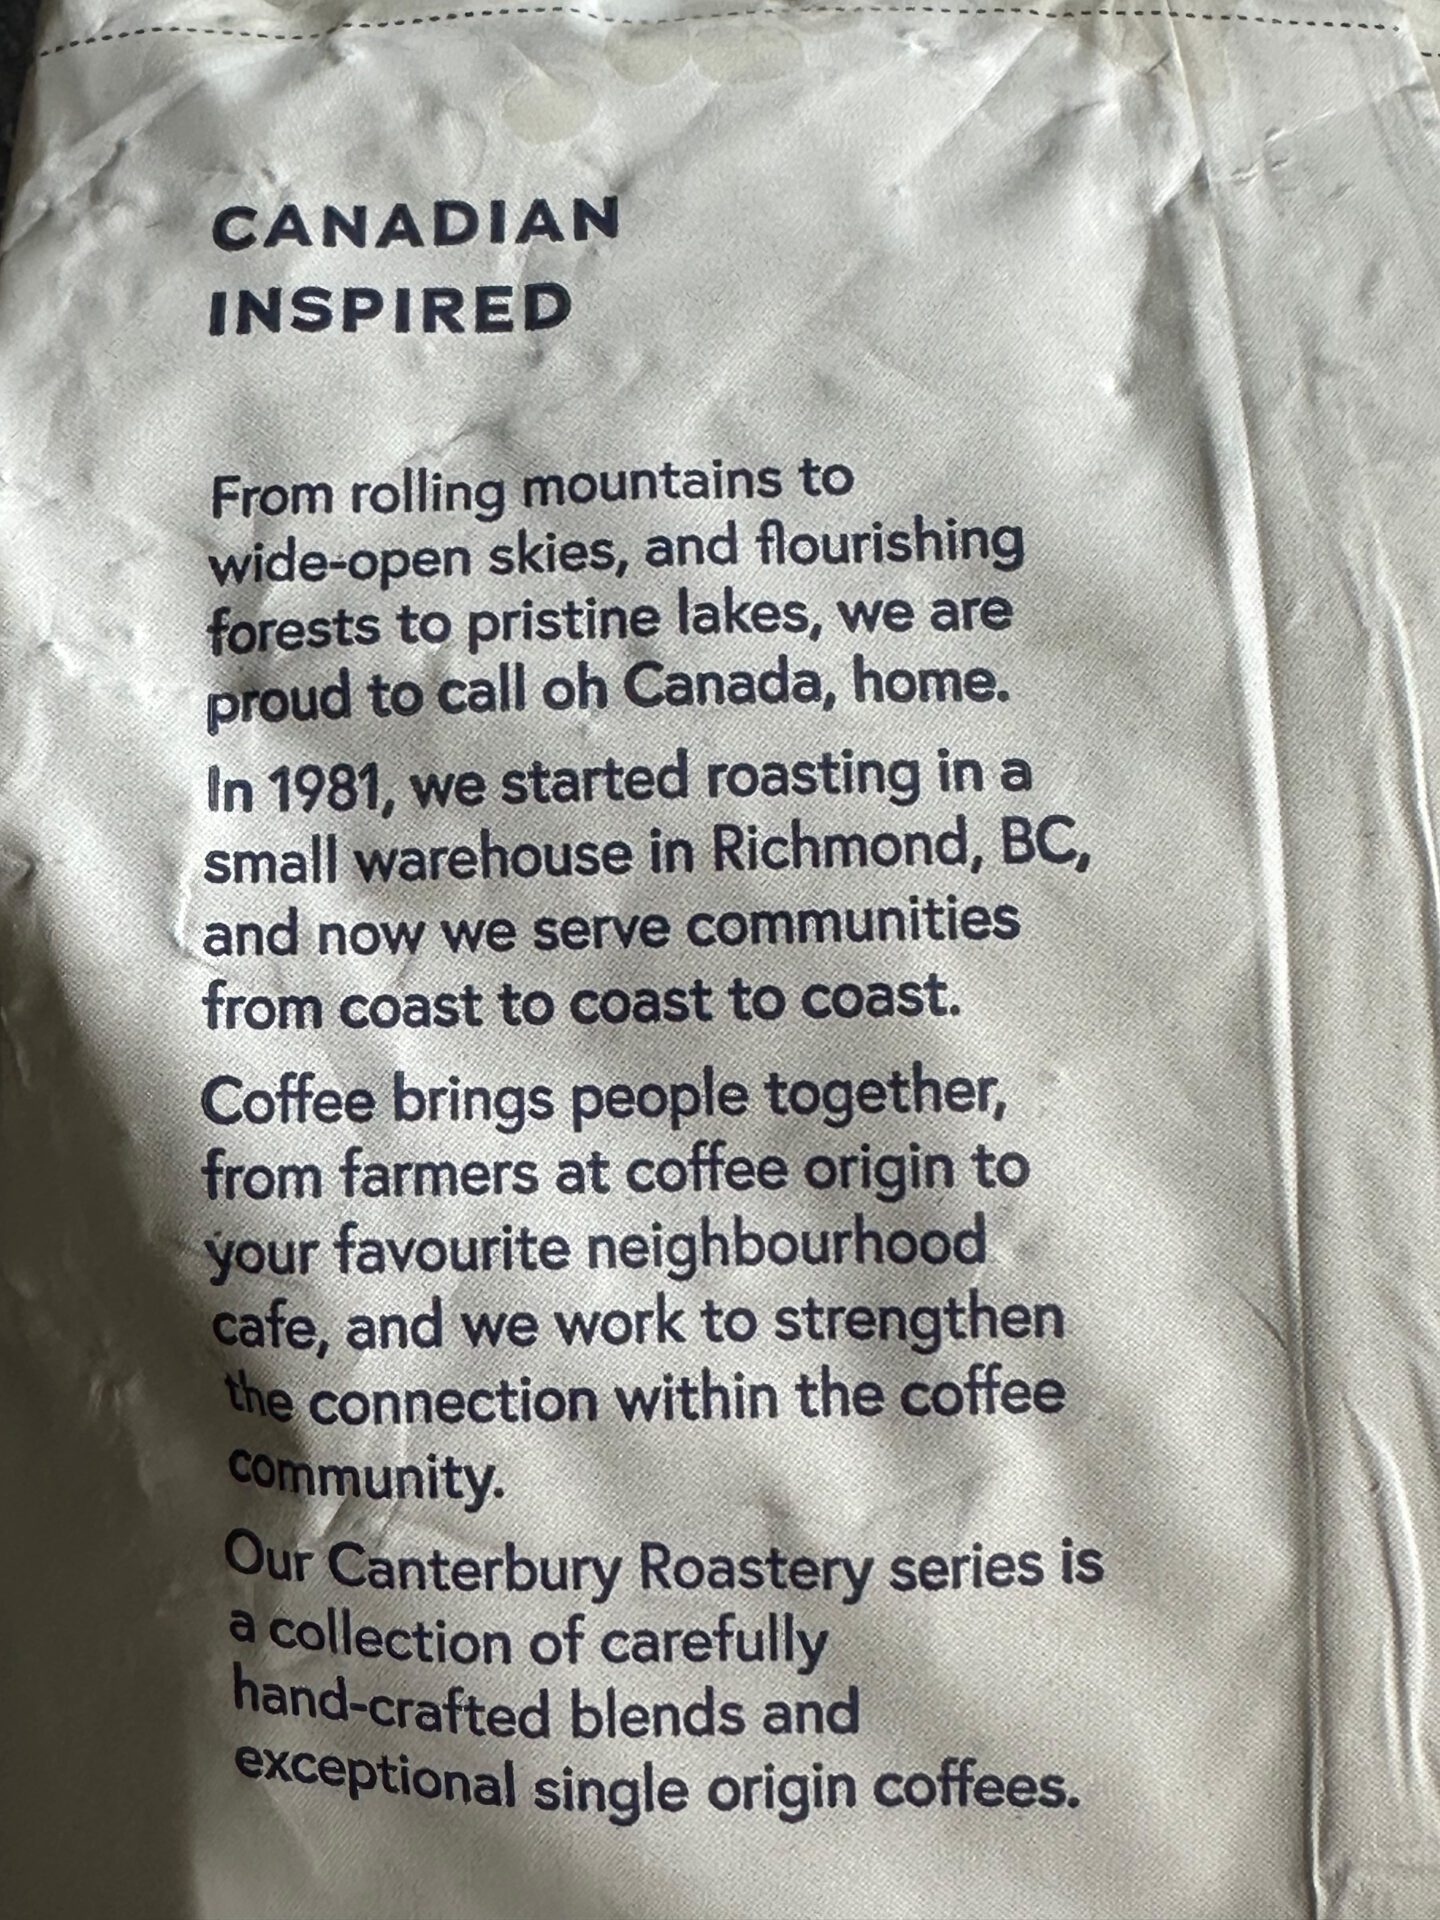 CANADIAN
INSPIRED
From rolling mountains to
wide-open skies, and flourishing
forests to pristine lakes, we are
proud to call oh Canada, home.
In 1981, we started roasting in a
small warehouse in Richmond, BC,
and now we serve communities
from coast to coast to coast.
Coffee brings people together,
from farmers at coffee origin to
your favourite neighbourhood
cafe, and we work to strengthen
the connection within the coffee
community.
Our Canterbury Roastery series is
a collection of carefully
hand-crafted blends and
exceptional single origin coffees.